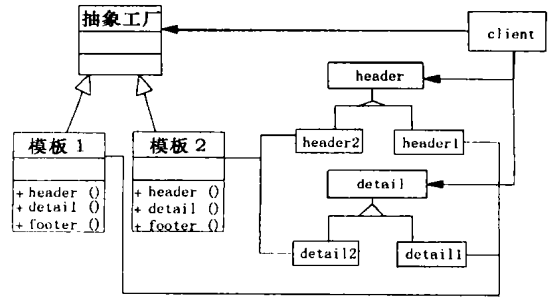 抽象工厂
client
header
模板 1
模板 2
header2
header1
+ header ()
+ detail ()
+ footer ()
+ header ()
+ detail ()
+ footer ()
detail
detail2
detail1